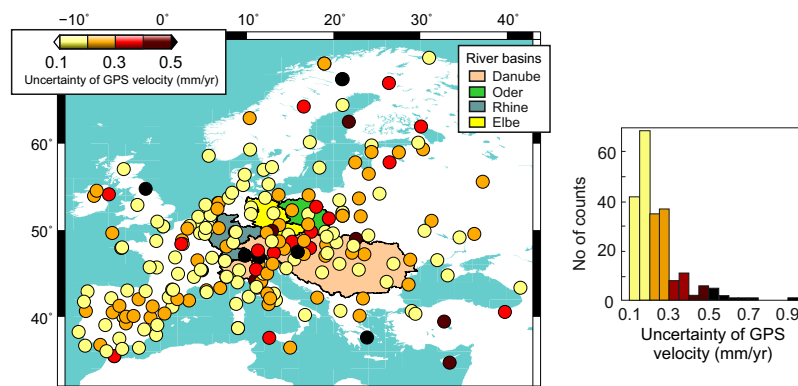 −10˚ 0˚ 10˚ 20˚ 30˚ 40˚
0.1 0.3 0.5
Uncertainty of GPS velocity (mm/yr)
River basins
Danube
Oder
Rhine
Elbe
60˚
50˚
40˚
60
40
20
0
No of counts
0.1 0.3 0.5 0.7 0.9
Uncertainty of GPS
velocity (mm/yr)